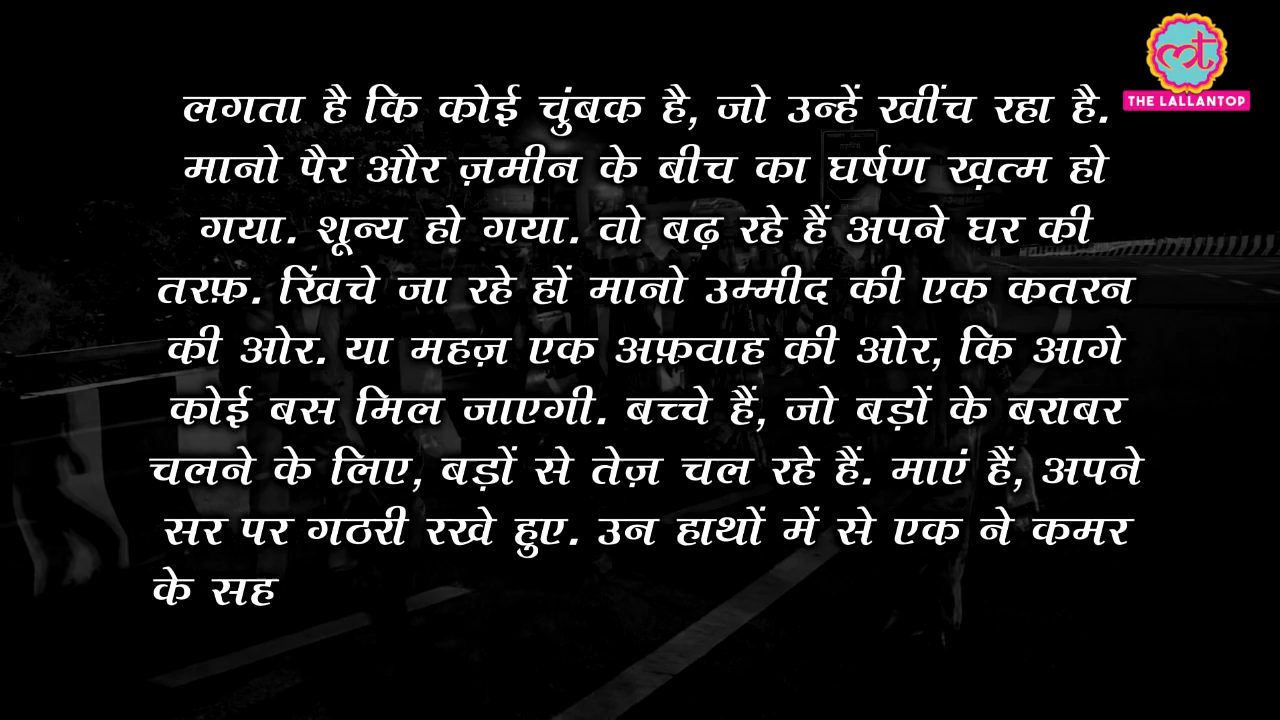 THE LALLANTOP
लगता है कि कोई चुंबक है, जो उन्हें खींच रहा है.
मानो पैर और ज़मीन के बीच का घर्षण ख़त्म हो
गया. शून्य हो गया. वो बढ़ रहे हैं अपने घर की
तरफ़. खिंचे जा रहे हों मानो उम्मीद की एक कतरन
की ओर. या महज़ एक अफ़वाह की ओर, कि आगे
कोई बस मिल जाएगी. बच्चे हैं, जो बड़ों के बराबर
चलने के लिए, बड़ों से तेज़ चल रहे हैं. माएं हैं, अपने
सर पर गठरी रखे हुए. उन हाथों में से एक ने कमर
के सह